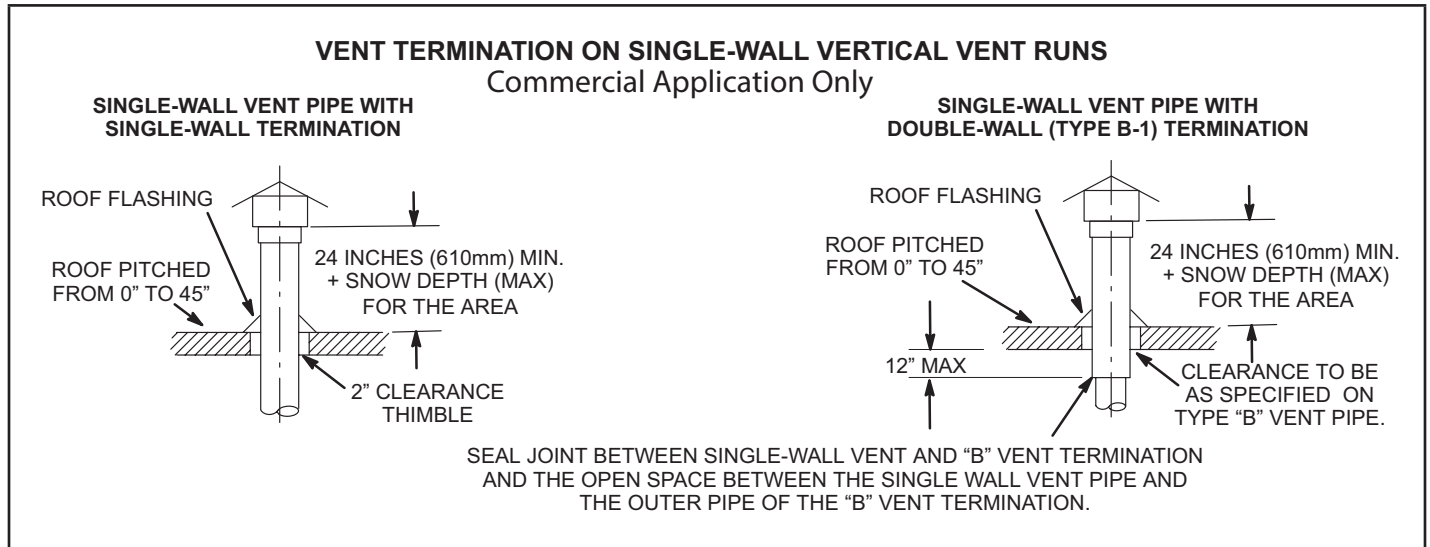 VENT TERMINATION ON SINGLE-WALL VERTICAL VENT RUNS
Commercial Application Only
SINGLE-WALL VENT PIPE WITH
SINGLE-WALL TERMINATION
ROOF FLASHING
ROOF PITCHED
FROM 0” TO 45”
24 INCHES (610mm) MIN.
+ SNOW DEPTH (MAX)
FOR THE AREA
2” CLEARANCE
THIMBLE
SINGLE-WALL VENT PIPE WITH
DOUBLE-WALL (TYPE B-1) TERMINATION
ROOF FLASHING
ROOF PITCHED
FROM 0” TO 45”
24 INCHES (610mm) MIN.
+ SNOW DEPTH (MAX)
FOR THE AREA
12” MAX
CLEARANCE TO BE
AS SPECIFIED ON
TYPE “B” VENT PIPE.
SEAL JOINT BETWEEN SINGLE-WALL VENT AND “B” VENT TERMINATION
AND THE OPEN SPACE BETWEEN THE SINGLE WALL VENT PIPE AND
THE OUTER PIPE OF THE “B” VENT TERMINATION.